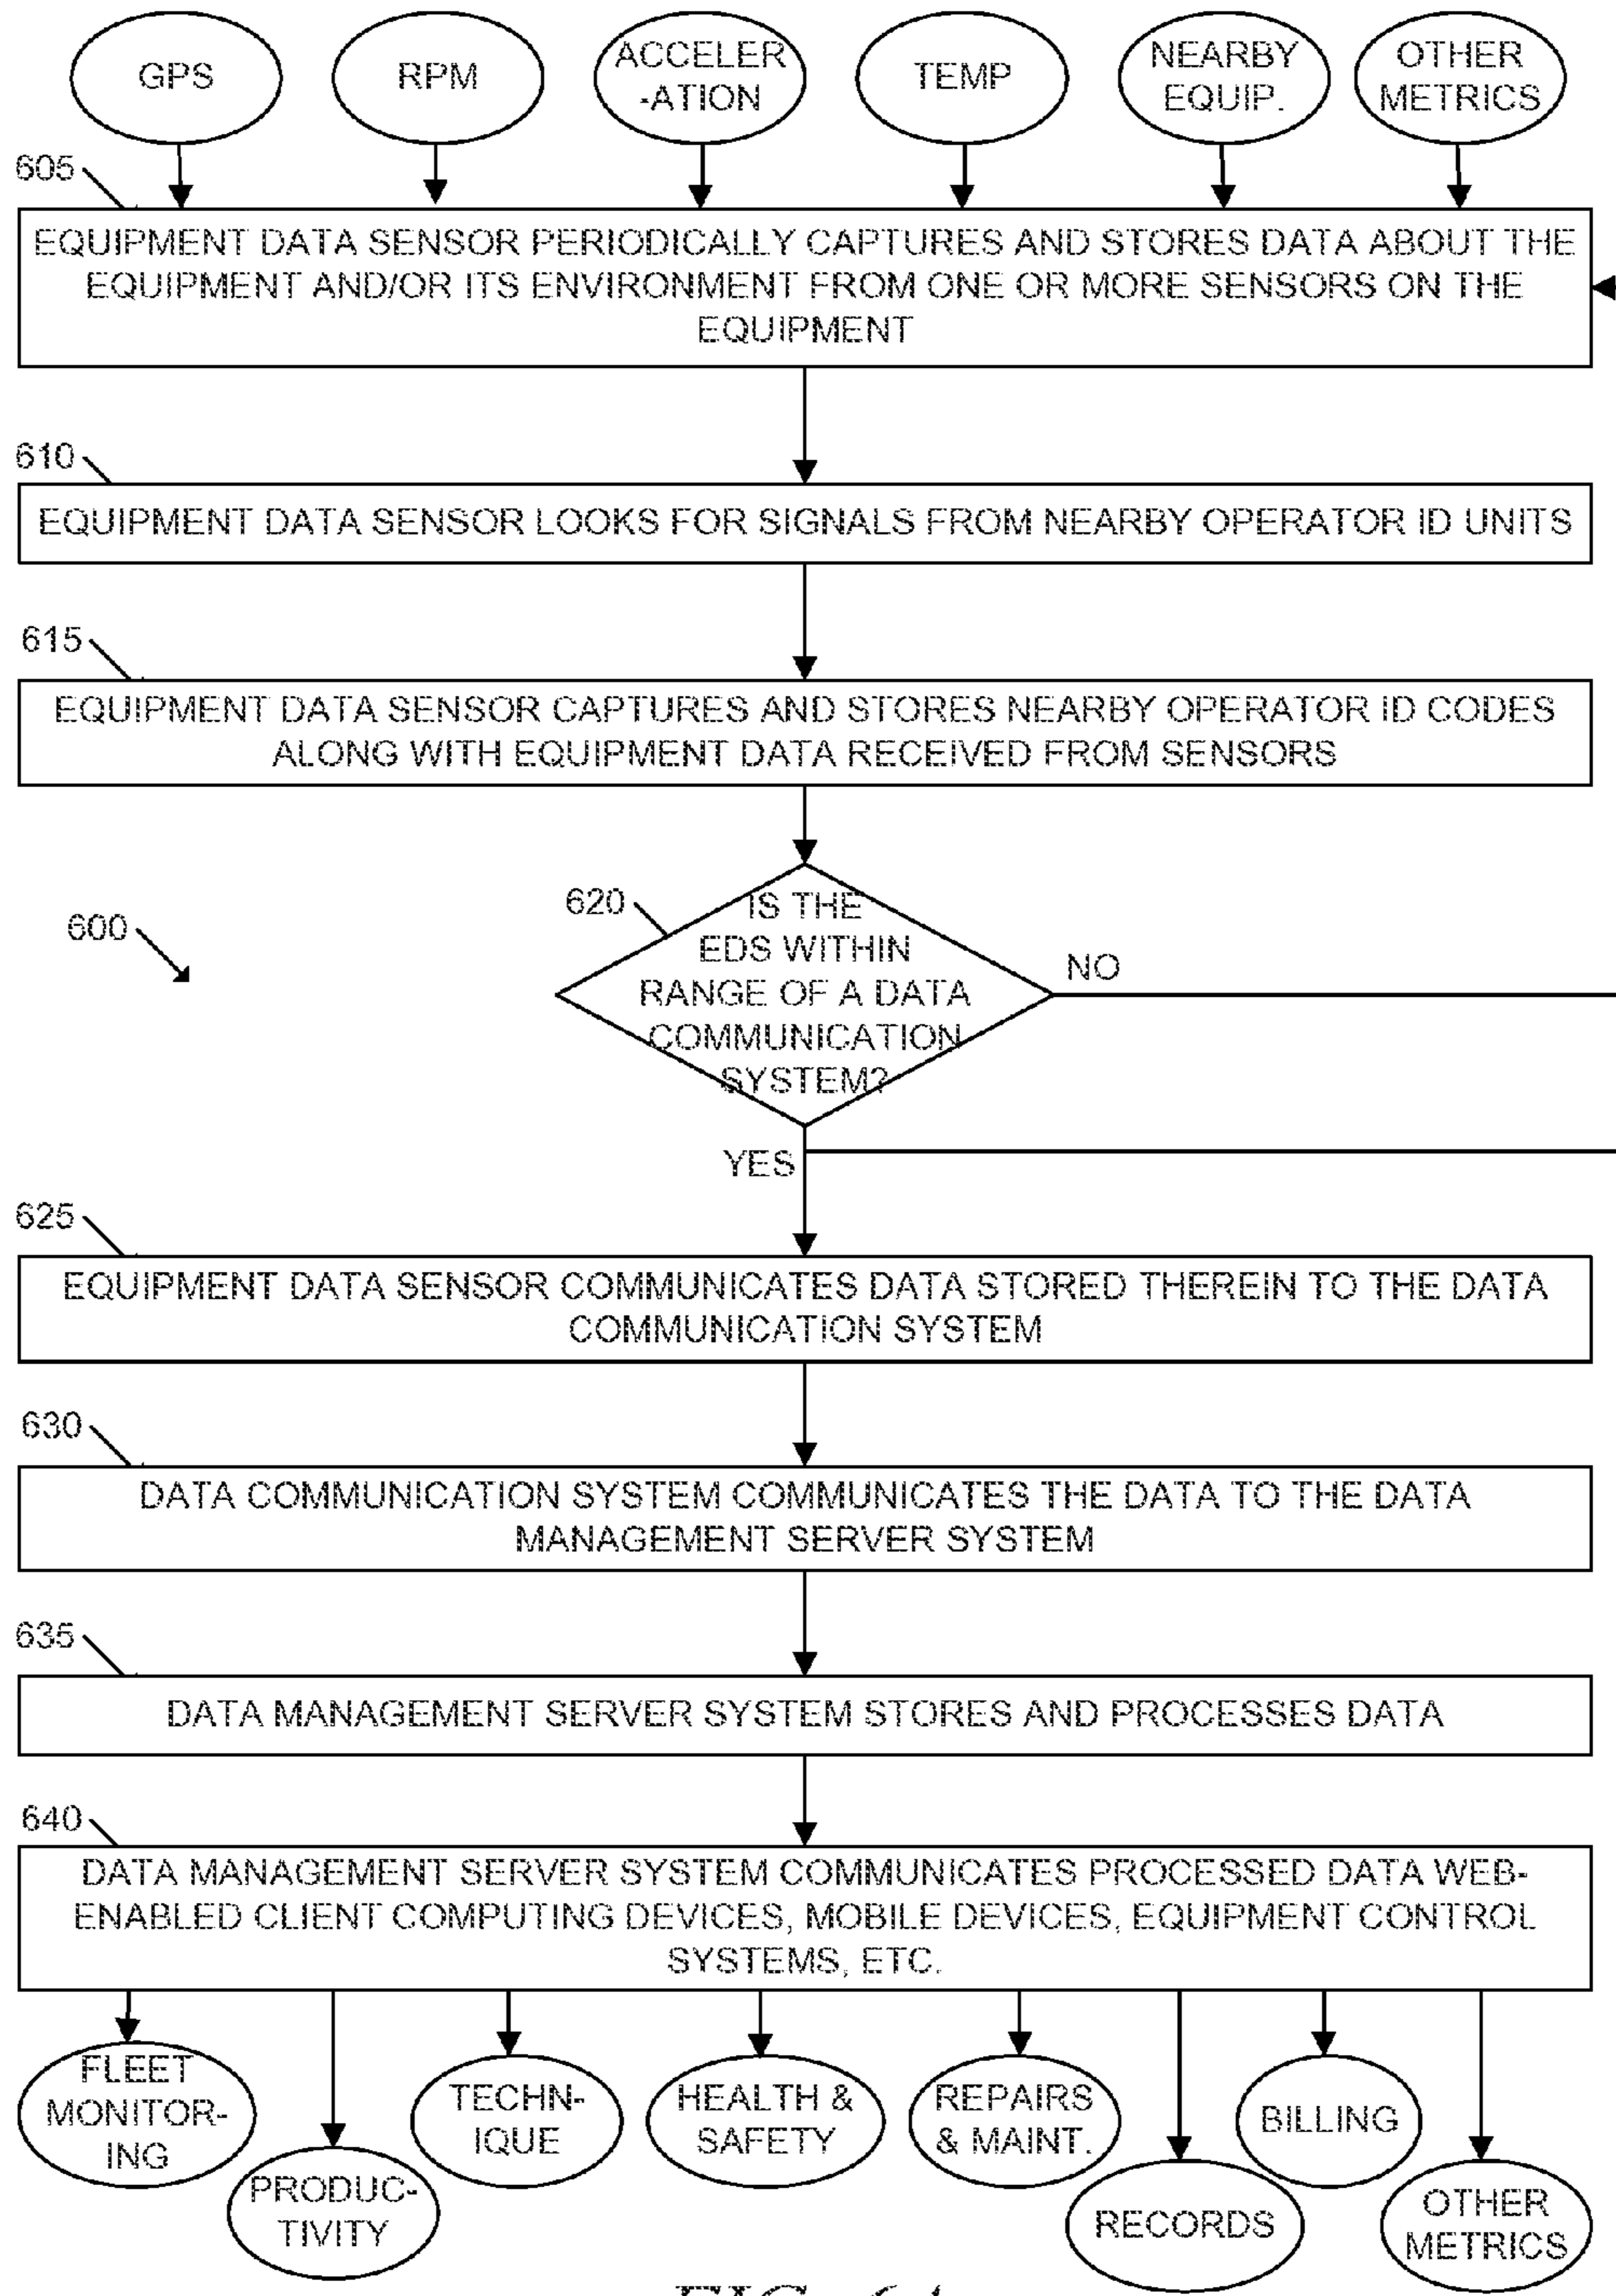 GPS
RPM
ACCELER
-ATION
TEMP
NEARBY
EQUIP.
OTHER
METRICS
605
EQUIPMENT DATA SENSOR PERIODICALLY CAPTURES AND STORES DATA ABOUT THE
EQUIPMENT AND/OR ITS ENVIRONMENT FROM ONE OR MORE SENSORS ON THE
EQUIPMENT
610
EQUIPMENT DATA SENSOR LOOKS FOR SIGNALS FROM NEARBY OPERATOR ID UNITS
615
EQUIPMENT DATA SENSOR CAPTURES AND STORES NEARBY OPERATOR ID CODES
ALONG WITH EQUIPMENT DATA RECEIVED FROM SENSORS
600
620
IS THE
EDS WITHIN
RANGE OF A DATA
COMMUNICATION
SYSTEM?
NO
YES
625
EQUIPMENT DATA SENSOR COMMUNICATES DATA STORED THEREIN TO THE DATA
COMMUNICATION SYSTEM
630
DATA COMMUNICATION SYSTEM COMMUNICATES THE DATA TO THE DATA
MANAGEMENT SERVER SYSTEM
635
DATA MANAGEMENT SERVER SYSTEM STORES AND PROCESSES DATA
640
DATA MANAGEMENT SERVER SYSTEM COMMUNICATES PROCESSED DATA WEB-
ENABLED CLIENT COMPUTING DEVICES, MOBILE DEVICES, EQUIPMENT CONTROL
SYSTEMS, ETC.
FLEET
MONITOR-
ING
PRODUC-
TIVITY
TECHN-
IQUE
HEALTH &
SAFETY
REPAIRS
& MAINT.
RECORDS
BILLING
OTHER
METRICS